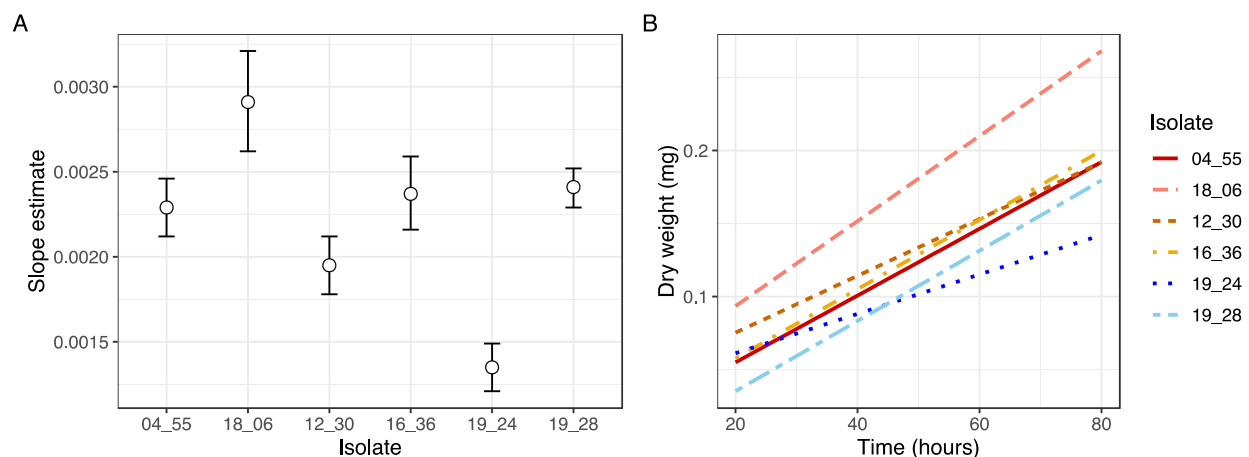 A
Slope estimate
0.0030
0.0025
0.0020
0.0015
04_55 18_06 12_30 16_36 19_24 19_28
Isolate
B
Dry weight (mg)
0.2
0.1
20 40 60 80
Time (hours)
Isolate
04_55
18_06
12_30
16_36
19_24
19_28